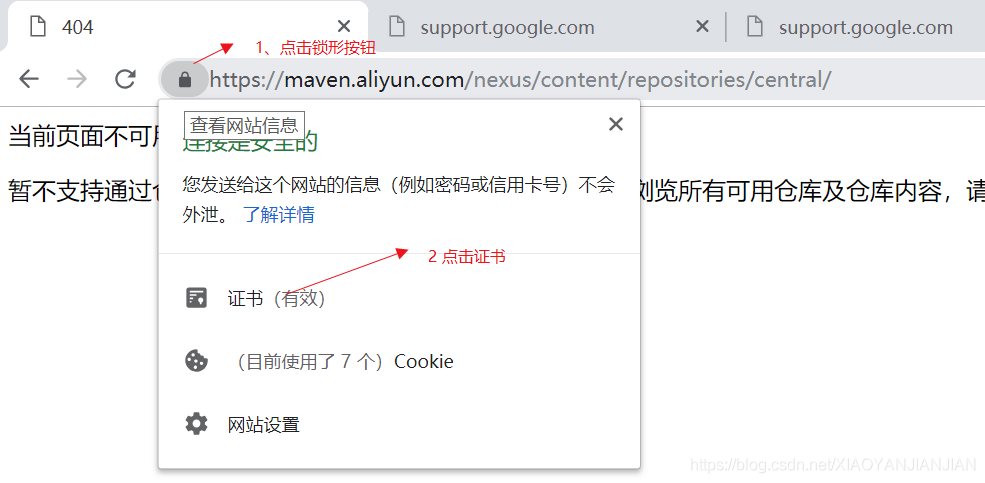 404
support.google.com
support.google.com
1、点击锁形按钮
https://maven.aliyun.com/nexus/content/repositories/central/
当前页面不可用
查看网站信息
连接是安全的
您发送给这个网站的信息（例如密码或信用卡号）不会
外泄。 了解详情
暂不支持通过
浏览所有可用仓库及仓库内容，请
2 点击证书
证书（有效）
（目前使用了 7 个）Cookie
网站设置
https://blog.csdn.net/XIAOYANJIANJIAN